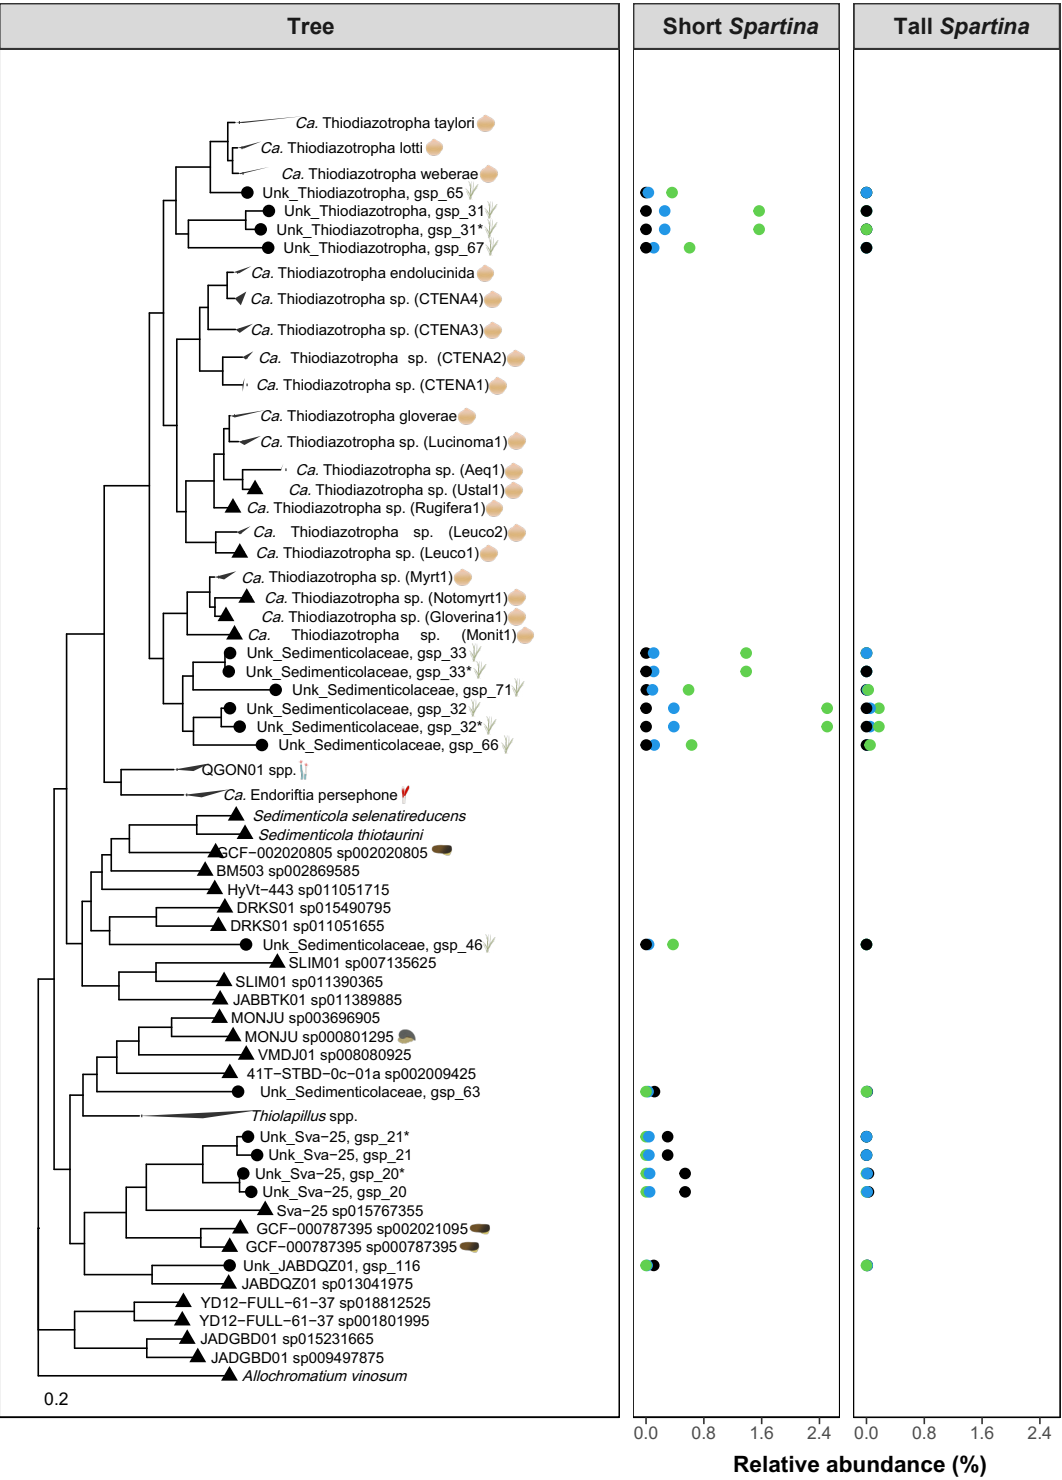 Tree
Short Spartina
Tall Spartina
Ca. Thiodiazotropha taylori
Ca. Thiodiazotropha lotti
Ca. Thiodiazotropha weberae
Unk_Thiodiazotropha, gsp_65
Unk_Thiodiazotropha, gsp_31
Unk_Thiodiazotropha, gsp_31*
Unk_Thiodiazotropha, gsp_67
Ca. Thiodiazotropha endolucinida
Ca. Thiodiazotropha sp. (CTENA4)
Ca. Thiodiazotropha sp. (CTENA3)
Ca. Thiodiazotropha sp. (CTENA2)
Ca. Thiodiazotropha sp. (CTENA1)
Ca. Thiodiazotropha gloverae
Ca. Thiodiazotropha sp. (Lucinoma1)
Ca. Thiodiazotropha sp. (Aeq1)
Ca. Thiodiazotropha sp. (Ustal1)
Ca. Thiodiazotropha sp. (Rugifera1)
Ca. Thiodiazotropha sp. (Leuco2)
Ca. Thiodiazotropha sp. (Leuco1)
Ca. Thiodiazotropha sp. (Myrt1)
Ca. Thiodiazotropha sp. (Notomyrt1)
Ca. Thiodiazotropha sp. (Gloverina1)
Ca. Thiodiazotropha sp. (Monit1)
Unk_Sedimenticolaceae, gsp_33
Unk_Sedimenticolaceae, gsp_33*
Unk_Sedimenticolaceae, gsp_71
Unk_Sedimenticolaceae, gsp_32
Unk_Sedimenticolaceae, gsp_32*
Unk_Sedimenticolaceae, gsp_66
QGON01 spp.
Ca. Endoriftia persephone
Sedimenticola selenatireducens
Sedimenticola thiotaurini
GCF−002020805 sp002020805
BM503 sp002869585
HyVt−443 sp011051715
DRKS01 sp015490795
DRKS01 sp011051655
Unk_Sedimenticolaceae, gsp_46
SLIM01 sp007135625
SLIM01 sp011390365
JABBTK01 sp011389885
MONJU sp003696905
MONJU sp000801295
VMDJ01 sp008080925
41T−STBD−0c−01a sp002009425
Unk_Sedimenticolaceae, gsp_63
Thiolapillus spp.
Unk_Sva−25, gsp_21*
Unk_Sva−25, gsp_21
Unk_Sva−25, gsp_20*
Unk_Sva−25, gsp_20
Sva−25 sp015767355
GCF−000787395 sp002021095
GCF−000787395 sp000787395
Unk_JABDQZ01, gsp_116
JABDQZ01 sp013041975
YD12−FULL−61−37 sp018812525
YD12−FULL−61−37 sp001801995
JADGBD01 sp015231665
JADGBD01 sp009497875
Allochromatium vinosum
0.2
0.0 0.8 1.6 2.4
0.0 0.8 1.6 2.4
Relative abundance (%)